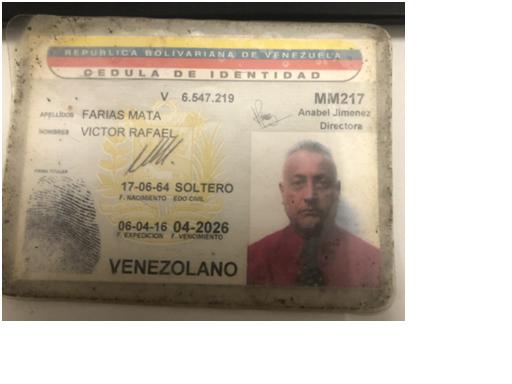 REPUBLICA BOLIVARIANA DE VENEZUELA
CEDULA DE IDENTIDAD
V 6.547.219
MM217
Anabel Jimenez
Directora
APELLIDOS FARIAS MATA
NOMBRES VICTOR RAFAEL
FIRMA TITULAR
17-06-64 SOLTERO
F. NACIMIENTO EDO CIVIL
06-04-16 04-2026
F. EXPEDICION F. VENCIMIENTO
VENEZOLANO